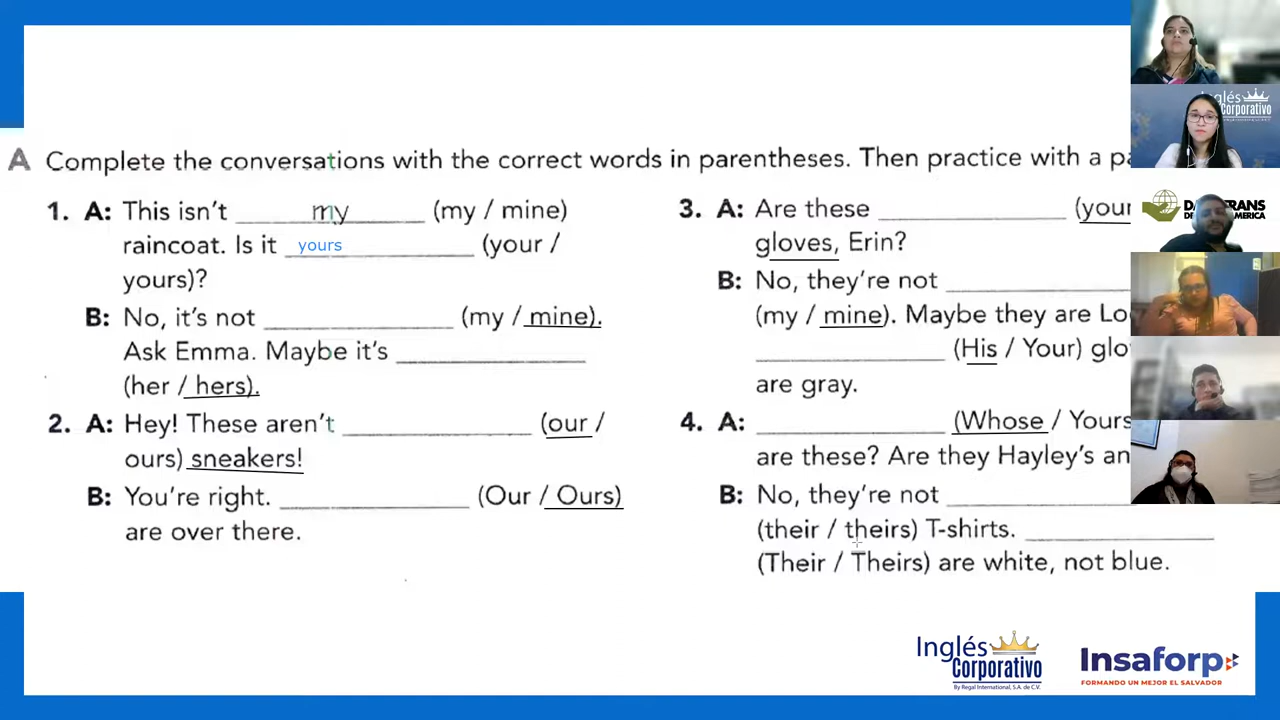 A Complete the conversations with the correct words in parentheses. Then practice with a
1. A: This isn't my (my / mine)
raincoat. Is it yours (your /
yours)?
B: No, it's not (my / mine).
Ask Emma. Maybe it's
(her / hers).
2. A: Hey! These aren't (our /
ours) sneakers!
B: You're right. (Our / Ours)
are over there.
3. A: Are these (your
gloves, Erin?
B: No, they're not
(my / mine). Maybe they are
(His / Your)
are gray.
4. A: (Whose / Yours
are these? Are they Hayley's
B: No, they're not
(their / theirs) T-shirts.
(Their / Theirs) are white, not blue.
Inglés
Corporativo
By Regal International, S.A. de C.V.
Insaforp
FORMANDO UN MEJOR EL SALVADOR
Inglés
Corporativo